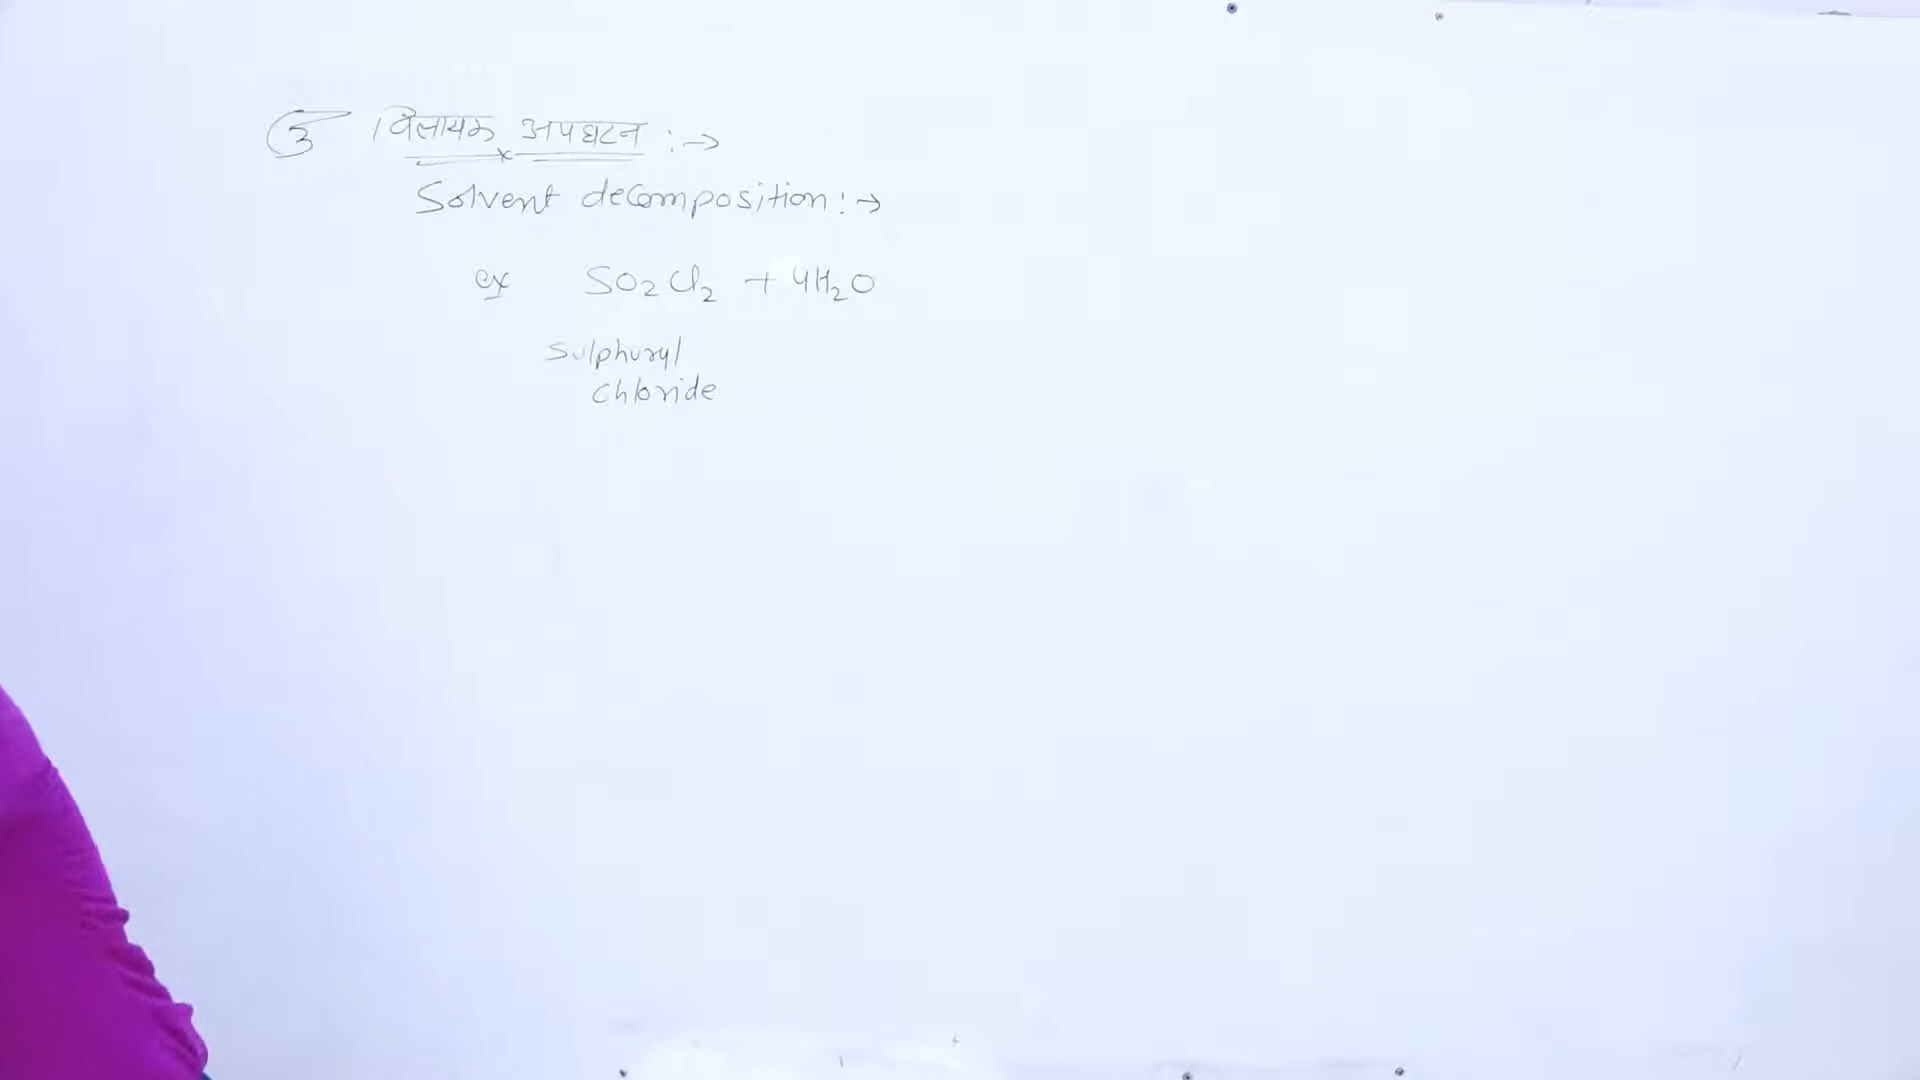 ③ विलायक अपघटन :→
Solvent decomposition :→
ex SO₂Cl₂ + 4H₂O
Sulphuryl
chloride